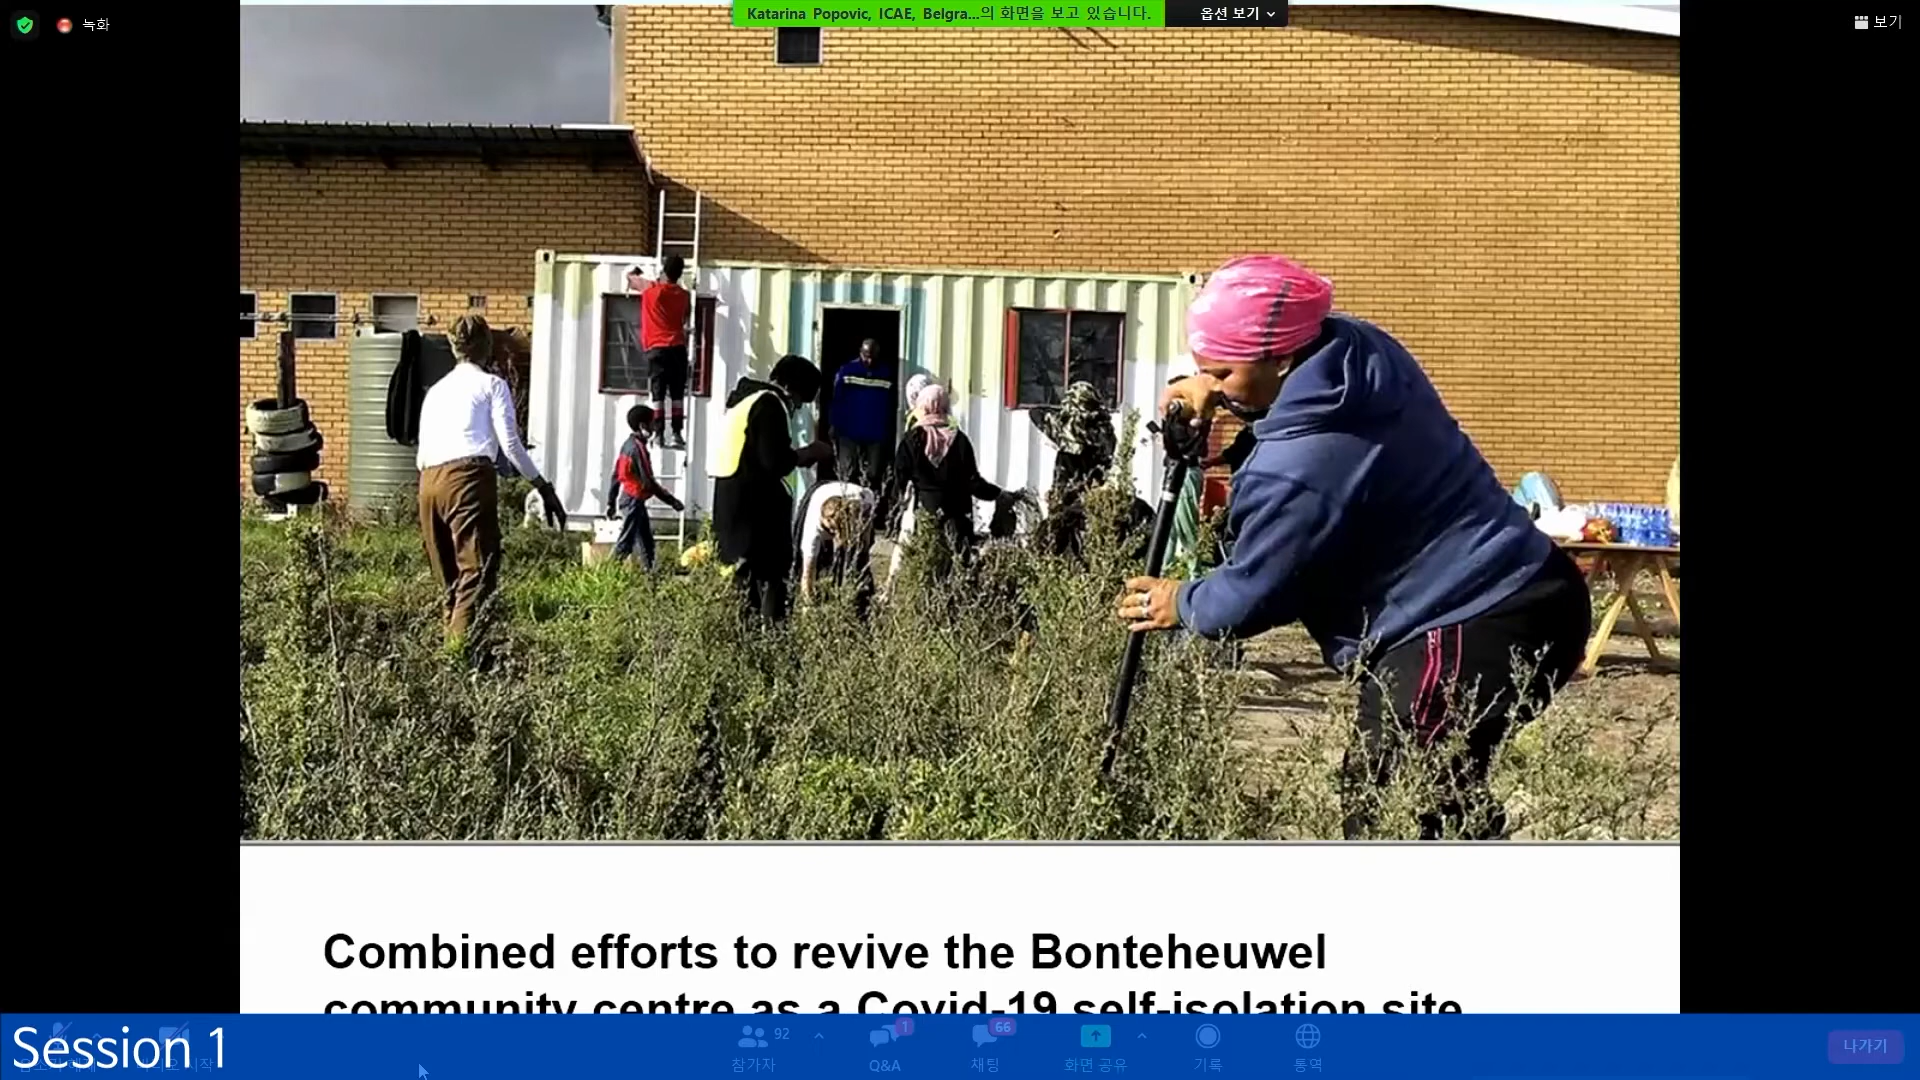 Katarina Popovic, ICAE, Belgra...의 화면을 보고 있습니다.
옵션 보기
녹화
보기
Combined efforts to revive the Bonteheuwel
community centre as a Covid-19 self-isolation site
Session 1
92
참가자
1
Q&A
66
채팅
화면 공유
기록
통역
나가기